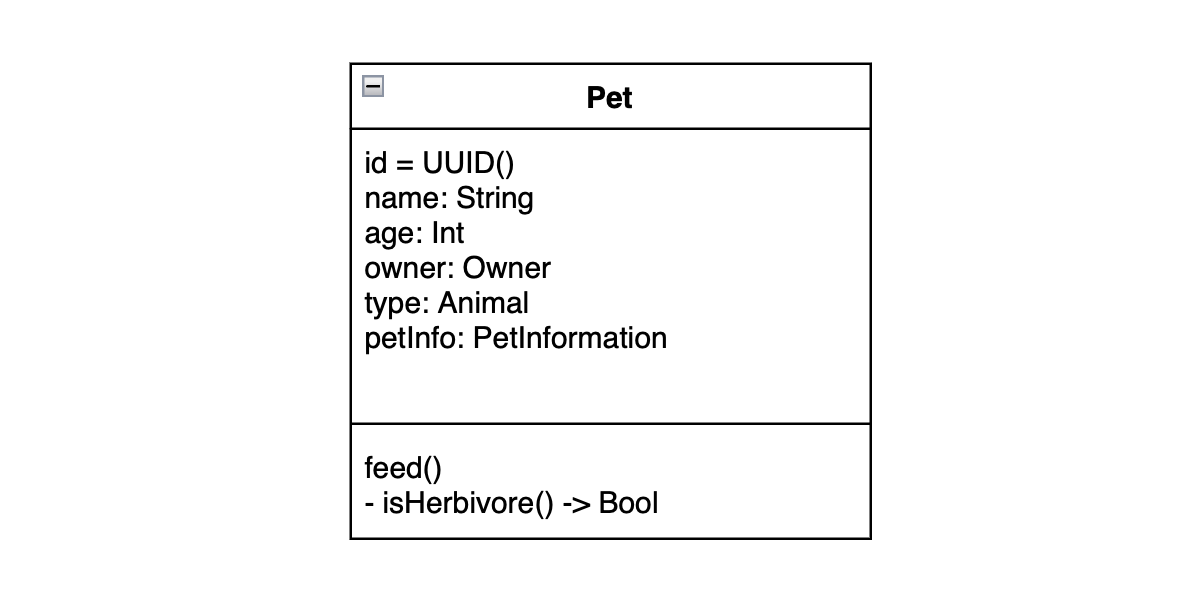 Pet
id = UUID()
name: String
age: Int
owner: Owner
type: Animal
petInfo: PetInformation
feed()
- isHerbivore() -> Bool